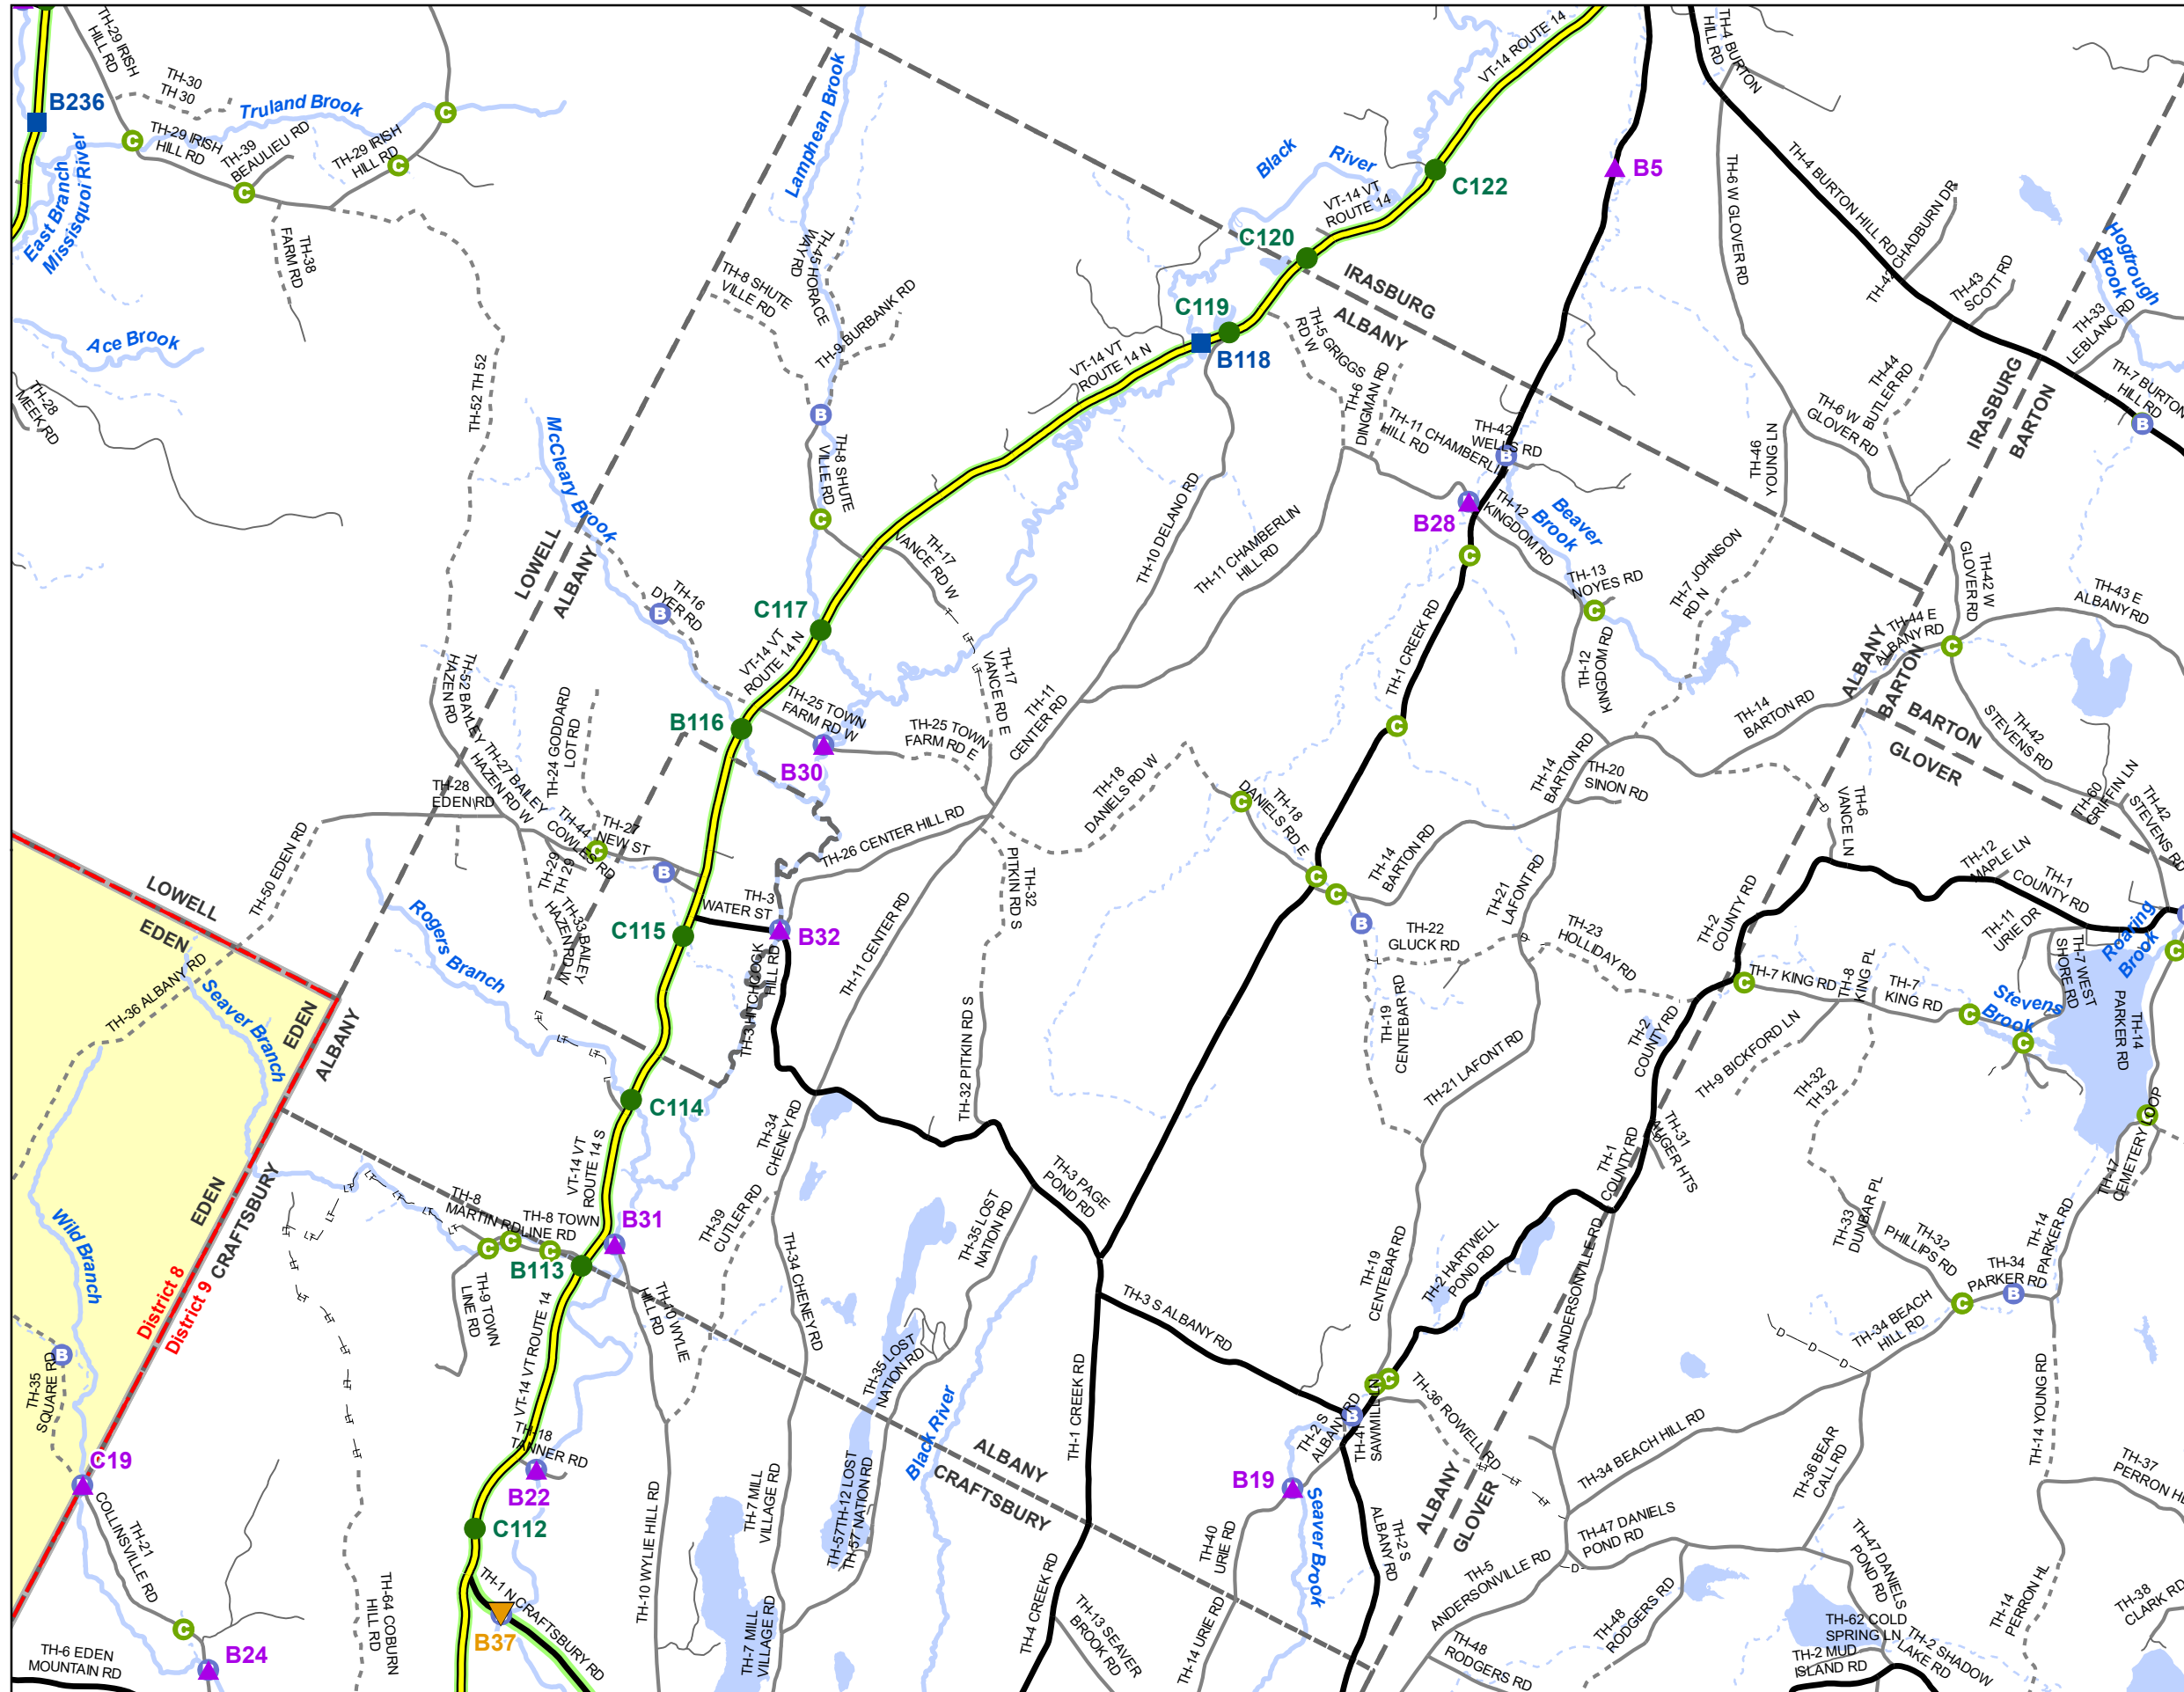 TH-29 IRISH
HILL RD
TH-30
TH 30
B236
Truland Brook
TH-29 IRISH
HILL RD
TH-39
BEAULIEU RD
TH-29 IRISH
HILL RD
East Branch
Missisquoi River
TH-38
FARM RD
Ace Brook
TH-28
MEEK RD
TH-52 TH 52
Lamphean Brook
TH-45 HORACE
WAY RD
TH-8 SHUTE
VILLE RD
TH-9 BURBANK RD
TH-8 SHUTE
VILLE RD
McCleary Brook
LOWELL
ALBANY
Black
River
VT-14 VT
ROUTE 14
VT-14 ROUTE 14
C122
C120
C119
B118
IRASBURG
ALBANY
VT-14 VT
ROUTE 14 N
TH-5 GRIGGS
RD W
TH-6
DINGMAN RD
TH-11 CHAMBERLI
HILL RD
TH-42
WELLS RD
B5
TH-4 BURTON
HILL RD
TH-4 BURTON HILL RD
TH-6 W GLOVER RD
TH-42 CHADBURN DR
TH-43
SCOTT RD
Hogtrough
Brook
TH-33
LEBLANC RD
TH-7 BURTON
HILL RD
TH-44
BUTLER RD
TH-6 W
GLOVER RD
IRASBURG
BARTON
TH-46
YOUNG LN
B28
TH-12
KINGDOM RD
Beaver
Brook
TH-13
NOYES RD
TH-12
KINGDOM RD
TH-7 JOHNSON
RD N
TH-42 W
GLOVER RD
TH-43 E
ALBANY RD
TH-44 E
ALBANY RD
ALBANY
BARTON
BARTON
GLOVER
TH-42
STEVENS RD
TH-60
GRIFFIN LN
TH-42
STEVENS RD
TH-14
BARTON RD
TH-14
BARTON RD
TH-20
SINON RD
TH-6
VANCE LN
TH-16
DYER RD
C117
VT-14 VT
ROUTE 14 N
TH-17
VANCE RD W
TH-17
VANCE RD E
TH-10 DELANO RD
TH-11 CHAMBERLIN
HILL RD
TH-11
CENTER RD
TH-1 CREEK RD
B116
TH-25 TOWN
FARM RD W
TH-25 TOWN
FARM RD E
B30
TH-52 BAYLEY
HAZEN RD
TH-24 GODDARD
LOT RD
TH-27 BAILEY
HAZEN RD W
TH-28
EDEN RD
TH-44
COWLES RD
TH-27
NEW ST
TH-29
TH 29
TH-33 BAILEY
HAZEN RD W
TH-50 EDEN RD
TH-26 CENTER HILL RD
TH-18
DANIELS RD W
TH-18
DANIELS RD E
TH-14
BARTON RD
TH-3
WATER ST
C115
B32
TH-3 HITCHCOCK
HILL RD
TH-11 CENTER RD
TH-32
PITKIN RD S
TH-32 PITKIN RD S
TH-22
GLUCK RD
TH-21
LAFONT RD
TH-23
HOLLIDAY RD
TH-2
COUNTY RD
TH-12
MAPLE LN
TH-1
COUNTY RD
TH-11
URIE DR
TH-7 WEST
SHORE RD
Roaring
Brook
TH-7 KING RD
TH-8
KING PL
TH-7
KING RD
Stevens
Brook
TH-14
PARKER RD
TH-9 BICKFORD LN
TH-32
TH 32
TH-2
COUNTY RD
TH-31
AUGER HTS
TH-19
CENTEBAR RD
TH-21 LAFONT RD
LOWELL
EDEN
TH-36 ALBANY RD
Seaver Branch
EDEN
ALBANY
Rogers Branch
C114
VT-14 VT
ROUTE 14 S
TH-34
CHENEY RD
TH-3 PAGE
POND RD
TH-1
COUNTY RD
TH-17
CEMETERY LOOP
TH-33
DUNBAR PL
TH-32
PHILLIPS RD
TH-14
PARKER RD
TH-34
PARKER RD
TH-34 BEACH
HILL RD
EDEN
CRAFTSBURY
District 8
District 9
Wild Branch
TH-8
MARTIN RD
TH-8 TOWN
LINE RD
TH-9 TOWN
LINE RD
B31
B113
TH-39
CUTLER RD
TH-34 CHENEY RD
TH-35 LOST
NATION RD
TH-10 WYLIE
HILL RD
TH-35 LOST
NATION RD
Black River
TH-3 S ALBANY RD
TH-19
CENTEBAR RD
TH-2 HARTWELL
POND RD
TH-5 ANDERSONVILLE RD
TH-36 ROWELL RD
TH-2 S
ALBANY RD
TH-41
SAWMILL LN
TH-1 CREEK RD
TH-35
SQUARE RD
C19
VT-14 VT ROUTE 14
TH-18
TANNER RD
B22
C112
TH-21
COLLINSVILLE RD
B24
TH-6 EDEN
MOUNTAIN RD
TH-64 COBURN
HILL RD
TH-1 N CRAFTSBURY RD
B37
TH-10 WYLIE HILL RD
TH-7 MILL
VILLAGE RD
TH-7 MILL
VILLAGE RD
TH-57TH-12 LOST
TH-57 NATION RD
ALBANY
CRAFTSBURY
TH-4 CREEK RD
TH-13 SEAVER
BROOK RD
B19
Seaver Brook
TH-40
URIE RD
TH-14 URIE RD
TH-2 S
ALBANY RD
ALBANY
GLOVER
TH-34 BEACH HILL RD
TH-36 BEAR
CALL RD
TH-14 YOUNG RD
TH-37
PERRON H
TH-47 DANIELS
POND RD
TH-5
ANDERSONVILLE RD
TH-47 DANIELS
POND RD
TH-48
RODGERS RD
TH-48
RODGERS RD
TH-62 COLD
SPRING LN
TH-2 MUD
ISLAND RD
TH-2 SHADOW
LAKE RD
TH-14
PERRON HL
TH-38
CLARK RD